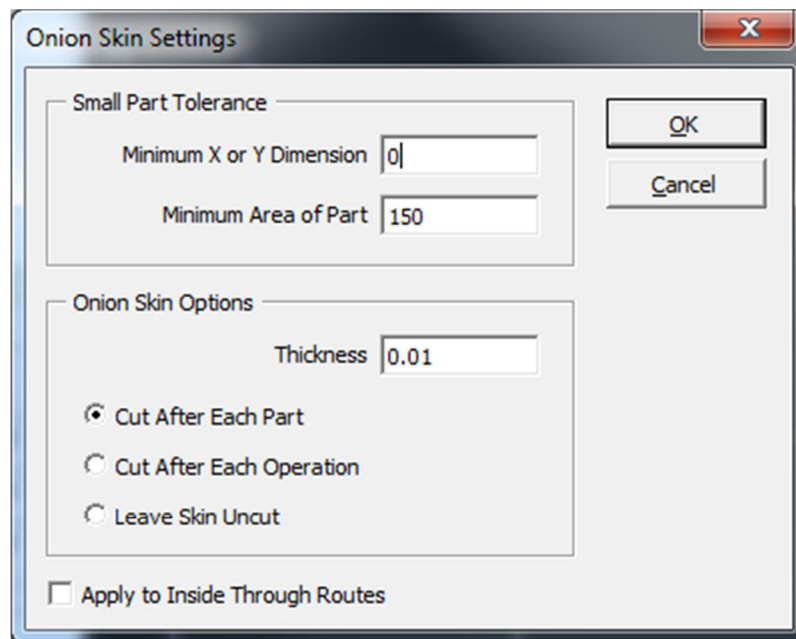 Onion Skin Settings
Small Part Tolerance
Minimum X or Y Dimension 0
Minimum Area of Part 150
OK
Cancel
Onion Skin Options
Thickness 0.01
Cut After Each Part
Cut After Each Operation
Leave Skin Uncut
Apply to Inside Through Routes